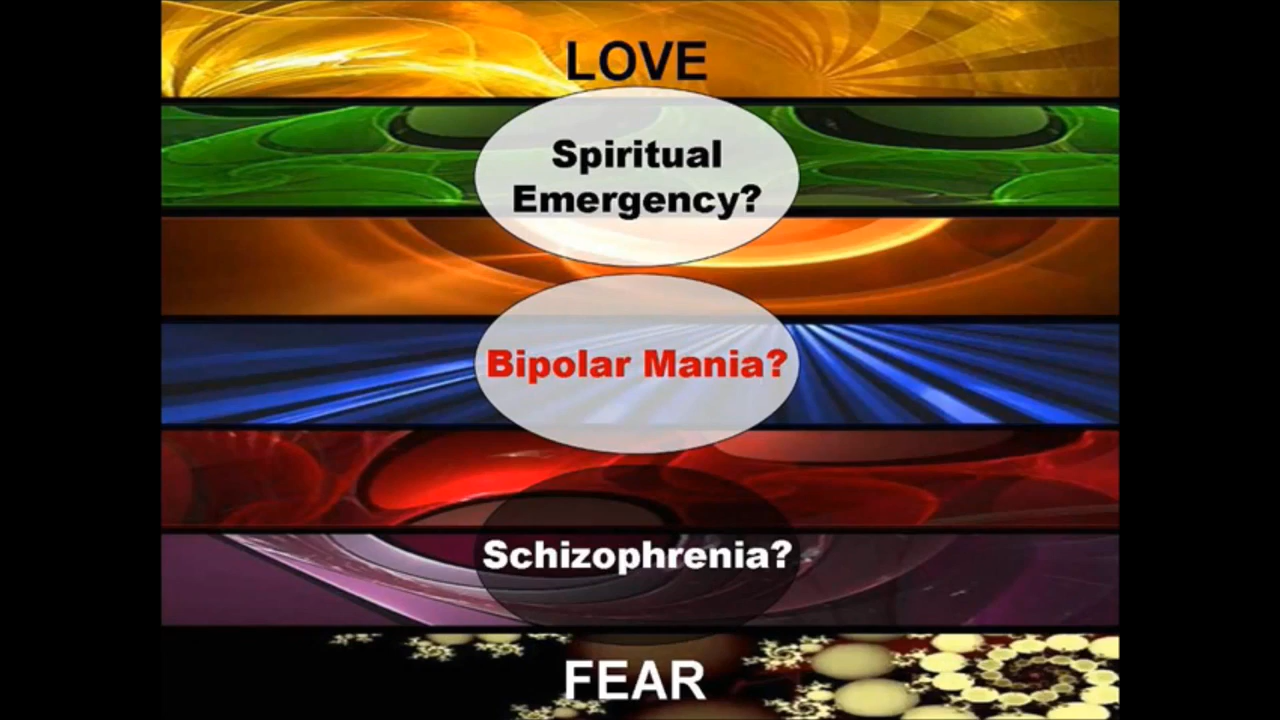 LOVE
Spiritual
Emergency?
Bipolar Mania?
Schizophrenia?
FEAR